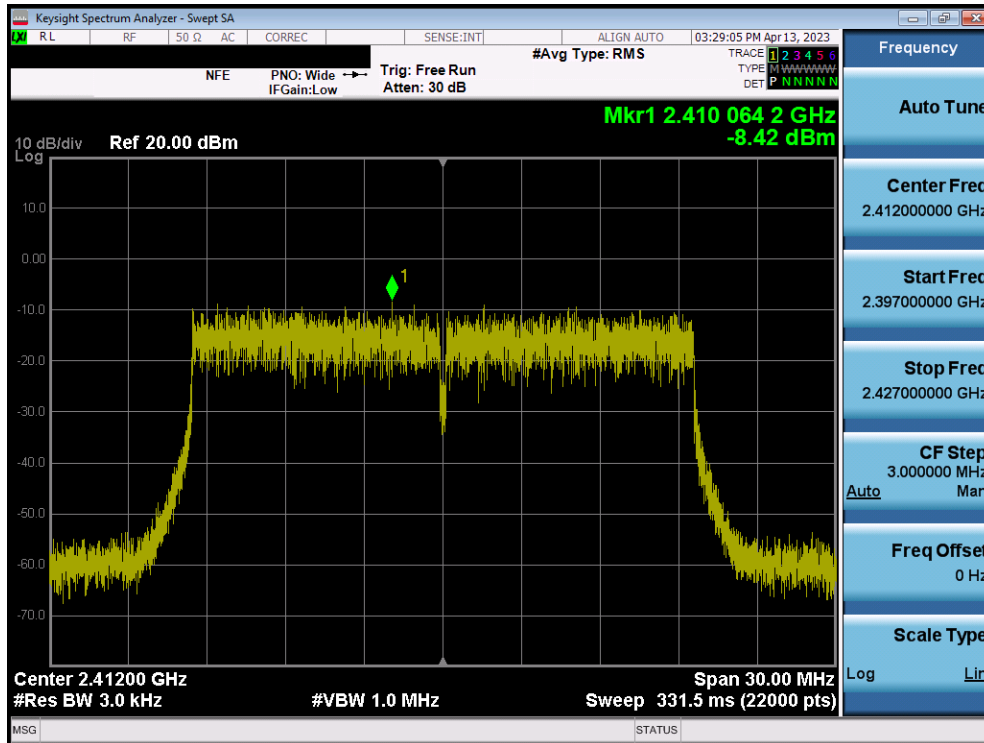 Keysight Spectrum Analyzer - Swept SA
LXI RL RF 50 Ω AC CORREC SENSE:INT ALIGN AUTO 03:29:05 PM Apr 13, 2023
NFE PNO: Wide IFGain:Low Trig: Free Run Atten: 30 dB #Avg Type: RMS
TRACE 1 2 3 4 5 6
TYPE M WWWWW
DET P N N N N N
Mkr1 2.410 064 2 GHz
-8.42 dBm
10 dB/div Ref 20.00 dBm
Log
10.0
0.00
1
-10.0
-20.0
-30.0
-40.0
-50.0
-60.0
-70.0
Center 2.41200 GHz Span 30.00 MHz
#Res BW 3.0 kHz #VBW 1.0 MHz Sweep 331.5 ms (22000 pts)
MSG STATUS
Frequency
Auto Tune
Center Freq
2.412000000 GHz
Start Freq
2.397000000 GHz
Stop Freq
2.427000000 GHz
CF Step
3.000000 MHz
Auto Man
Freq Offset
0 Hz
Scale Type
Log Lin